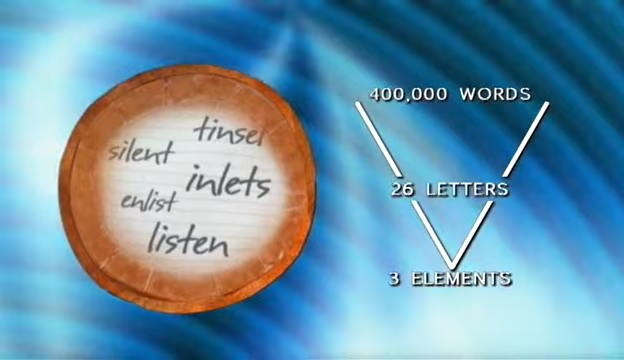 tinsel
silent
inlets
enlist
listen
400,000 WORDS
26 LETTERS
3 ELEMENTS